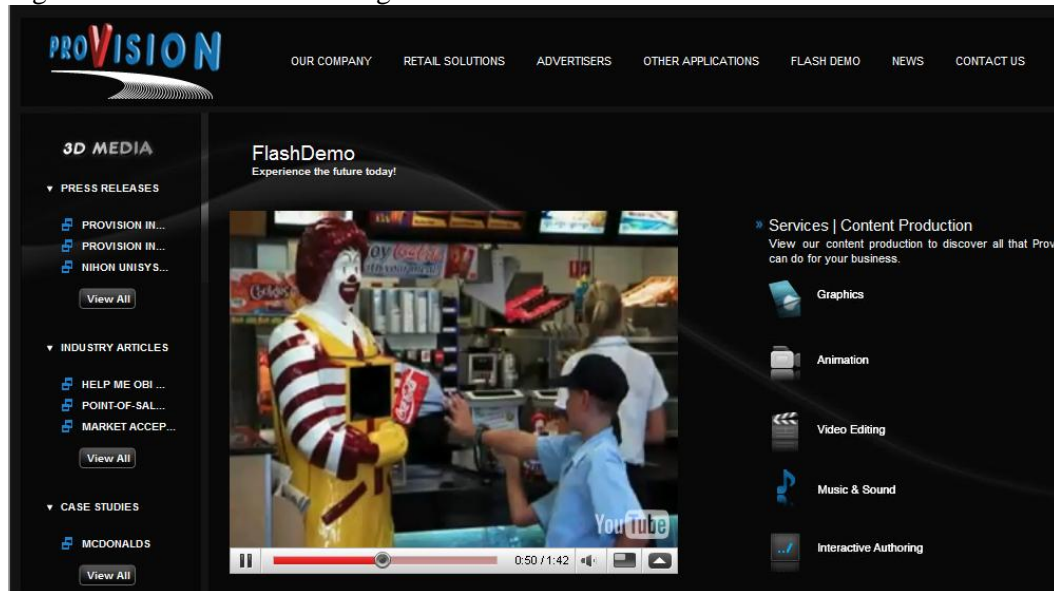 PROVISION
OUR COMPANY RETAIL SOLUTIONS ADVERTISERS OTHER APPLICATIONS FLASH DEMO NEWS CONTACT US
3D MEDIA
PRESS RELEASES
PROVISION IN...
PROVISION IN...
NIHON UNISYS...
View All
INDUSTRY ARTICLES
HELP ME OBI ...
POINT-OF-SAL...
MARKET ACCEP...
View All
CASE STUDIES
MCDONALDS
View All
FlashDemo
Experience the future today!
enjoy Coca-Cola
Coca-Cola
YouTube
0:50 / 1:42
» Services | Content Production
View our content production to discover all that Prov
can do for your business.
Graphics
Animation
Video Editing
Music & Sound
Interactive Authoring